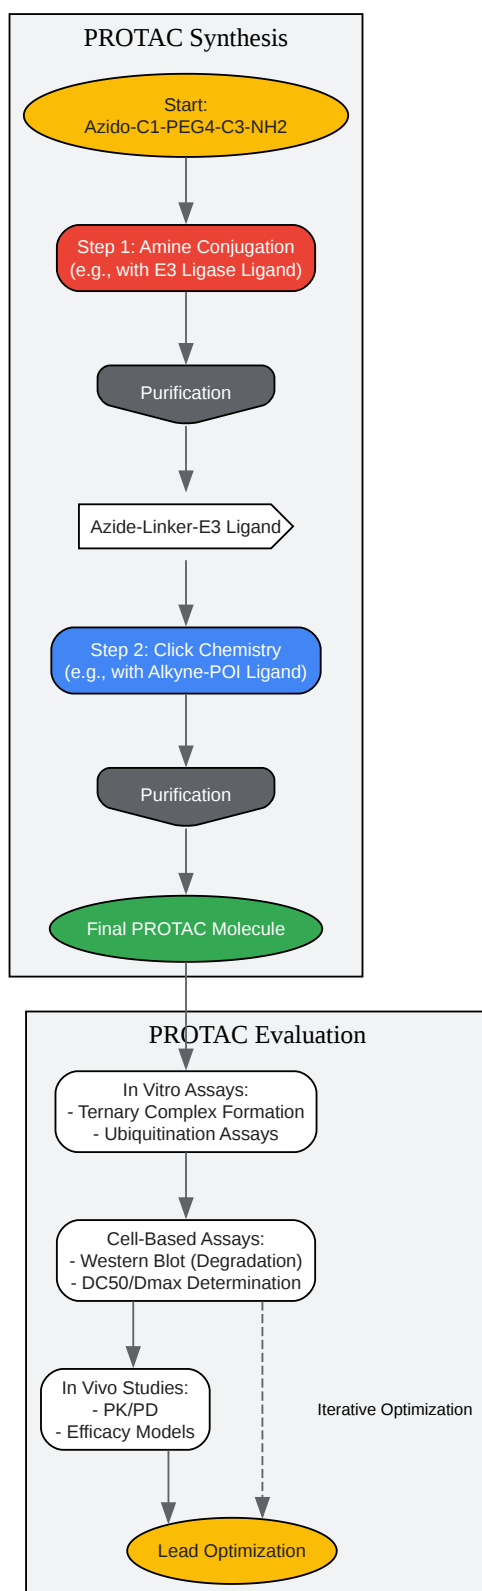 PROTAC Synthesis
Start:
Azido-C1-PEG4-C3-NH2
Step 1: Amine Conjugation
(e.g., with E3 Ligase Ligand)
Purification
Azide-Linker-E3 Ligand
Step 2: Click Chemistry
(e.g., with Alkyne-POI Ligand)
Purification
Final PROTAC Molecule
PROTAC Evaluation
In Vitro Assays:
- Ternary Complex Formation
- Ubiquitination Assays
Cell-Based Assays:
- Western Blot (Degradation)
- DC50/Dmax Determination
In Vivo Studies:
- PK/PD
- Efficacy Models
Iterative Optimization
Lead Optimization